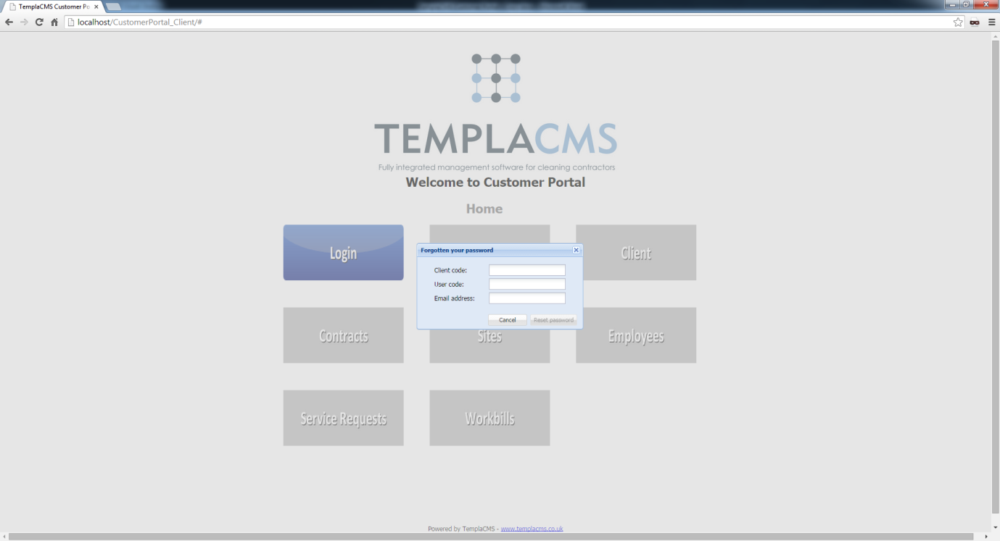 TemplaCMS Customer Po
localhost/CustomerPortal_Client/#
TEMPLACMS
Fully integrated management software for cleaning contractors
Welcome to Customer Portal
Home
Login
Client
Forgotten your password
Client code:
User code:
Email address:
Cancel Reset password
Contracts Sites Employees
Service Requests Workbills
Powered by TemplaCMS - www.templacms.co.uk